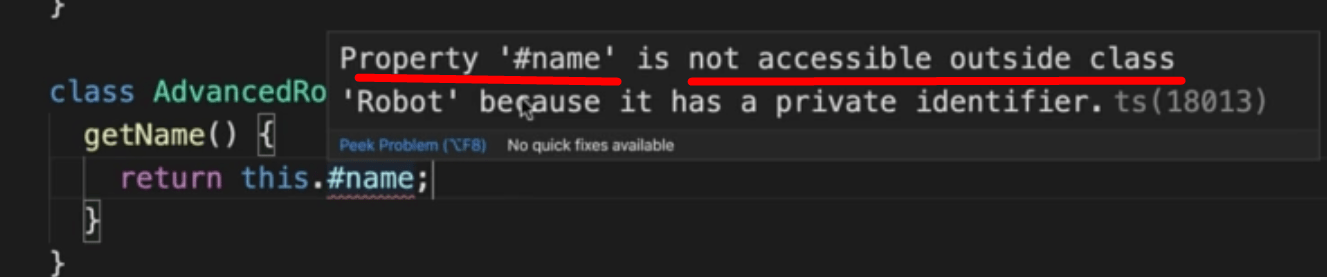 }
Property '#name' is not accessible outside class
class AdvancedRo
'Robot' because it has a private identifier. ts(18013)
getName() {
Peek Problem (⌥F8) No quick fixes available
return this.#name;
}
}